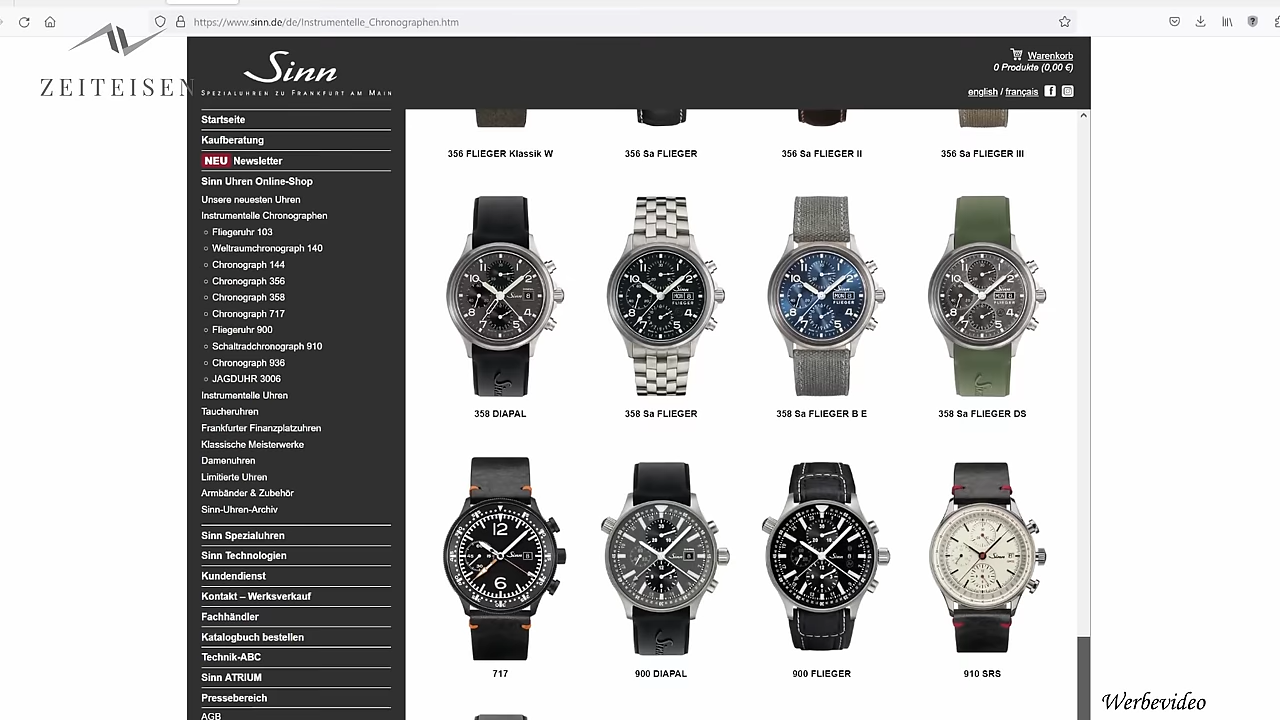 https://www.sinn.de/de/Instrumentelle_Chronographen.htm
ZEITEISEN
Sinn
SPEZIALUHREN ZU FRANKFURT AM MAIN
Warenkorb
0 Produkte (0,00 €)
english / français
Startseite
Kaufberatung
NEU Newsletter
Sinn Uhren Online-Shop
Unsere neuesten Uhren
Instrumentelle Chronographen
Fliegeruhr 103
Weltraumchronograph 140
Chronograph 144
Chronograph 356
Chronograph 358
Chronograph 717
Fliegeruhr 900
Schaltradchronograph 910
Chronograph 936
JAGDUHR 3006
Instrumentelle Uhren
Taucheruhren
Frankfurter Finanzplatzuhren
Klassische Meisterwerke
Damenuhren
Limitierte Uhren
Armbänder & Zubehör
Sinn-Uhren-Archiv
Sinn Spezialuhren
Sinn Technologien
Kundendienst
Kontakt – Werksverkauf
Fachhändler
Katalogbuch bestellen
Technik-ABC
Sinn ATRIUM
Pressebereich
AGB
356 FLIEGER Klassik W
356 Sa FLIEGER
356 Sa FLIEGER II
356 Sa FLIEGER III
358 DIAPAL
358 Sa FLIEGER
358 Sa FLIEGER B E
358 Sa FLIEGER DS
717
900 DIAPAL
900 FLIEGER
910 SRS
Werbevideo